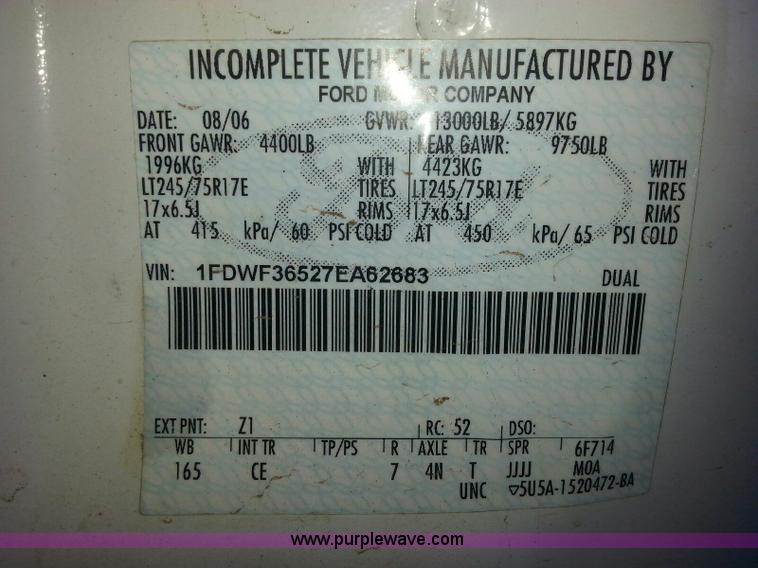 INCOMPLETE VEHICLE MANUFACTURED BY
FORD MOTOR COMPANY
DATE: 08/06 GVWR: 13000LB/ 5897KG
FRONT GAWR: 4400LB REAR GAWR: 9750LB
1996KG WITH 4423KG WITH
LT245/75R17E TIRES LT245/75R17E TIRES
17x6.5J RIMS 17x6.5J RIMS
AT 415 kPa/ 60 PSI COLD AT 450 kPa/ 65 PSI COLD
VIN: 1FDWF36527EA62683 DUAL
EXT PNT: Z1 RC: 52 DSO:
WB INT TR TP/PS R AXLE TR SPR 6F714
165 CE 7 4N T JJJJ MOA
UNC ▽5U5A-1520472-BA
www.purplewave.com